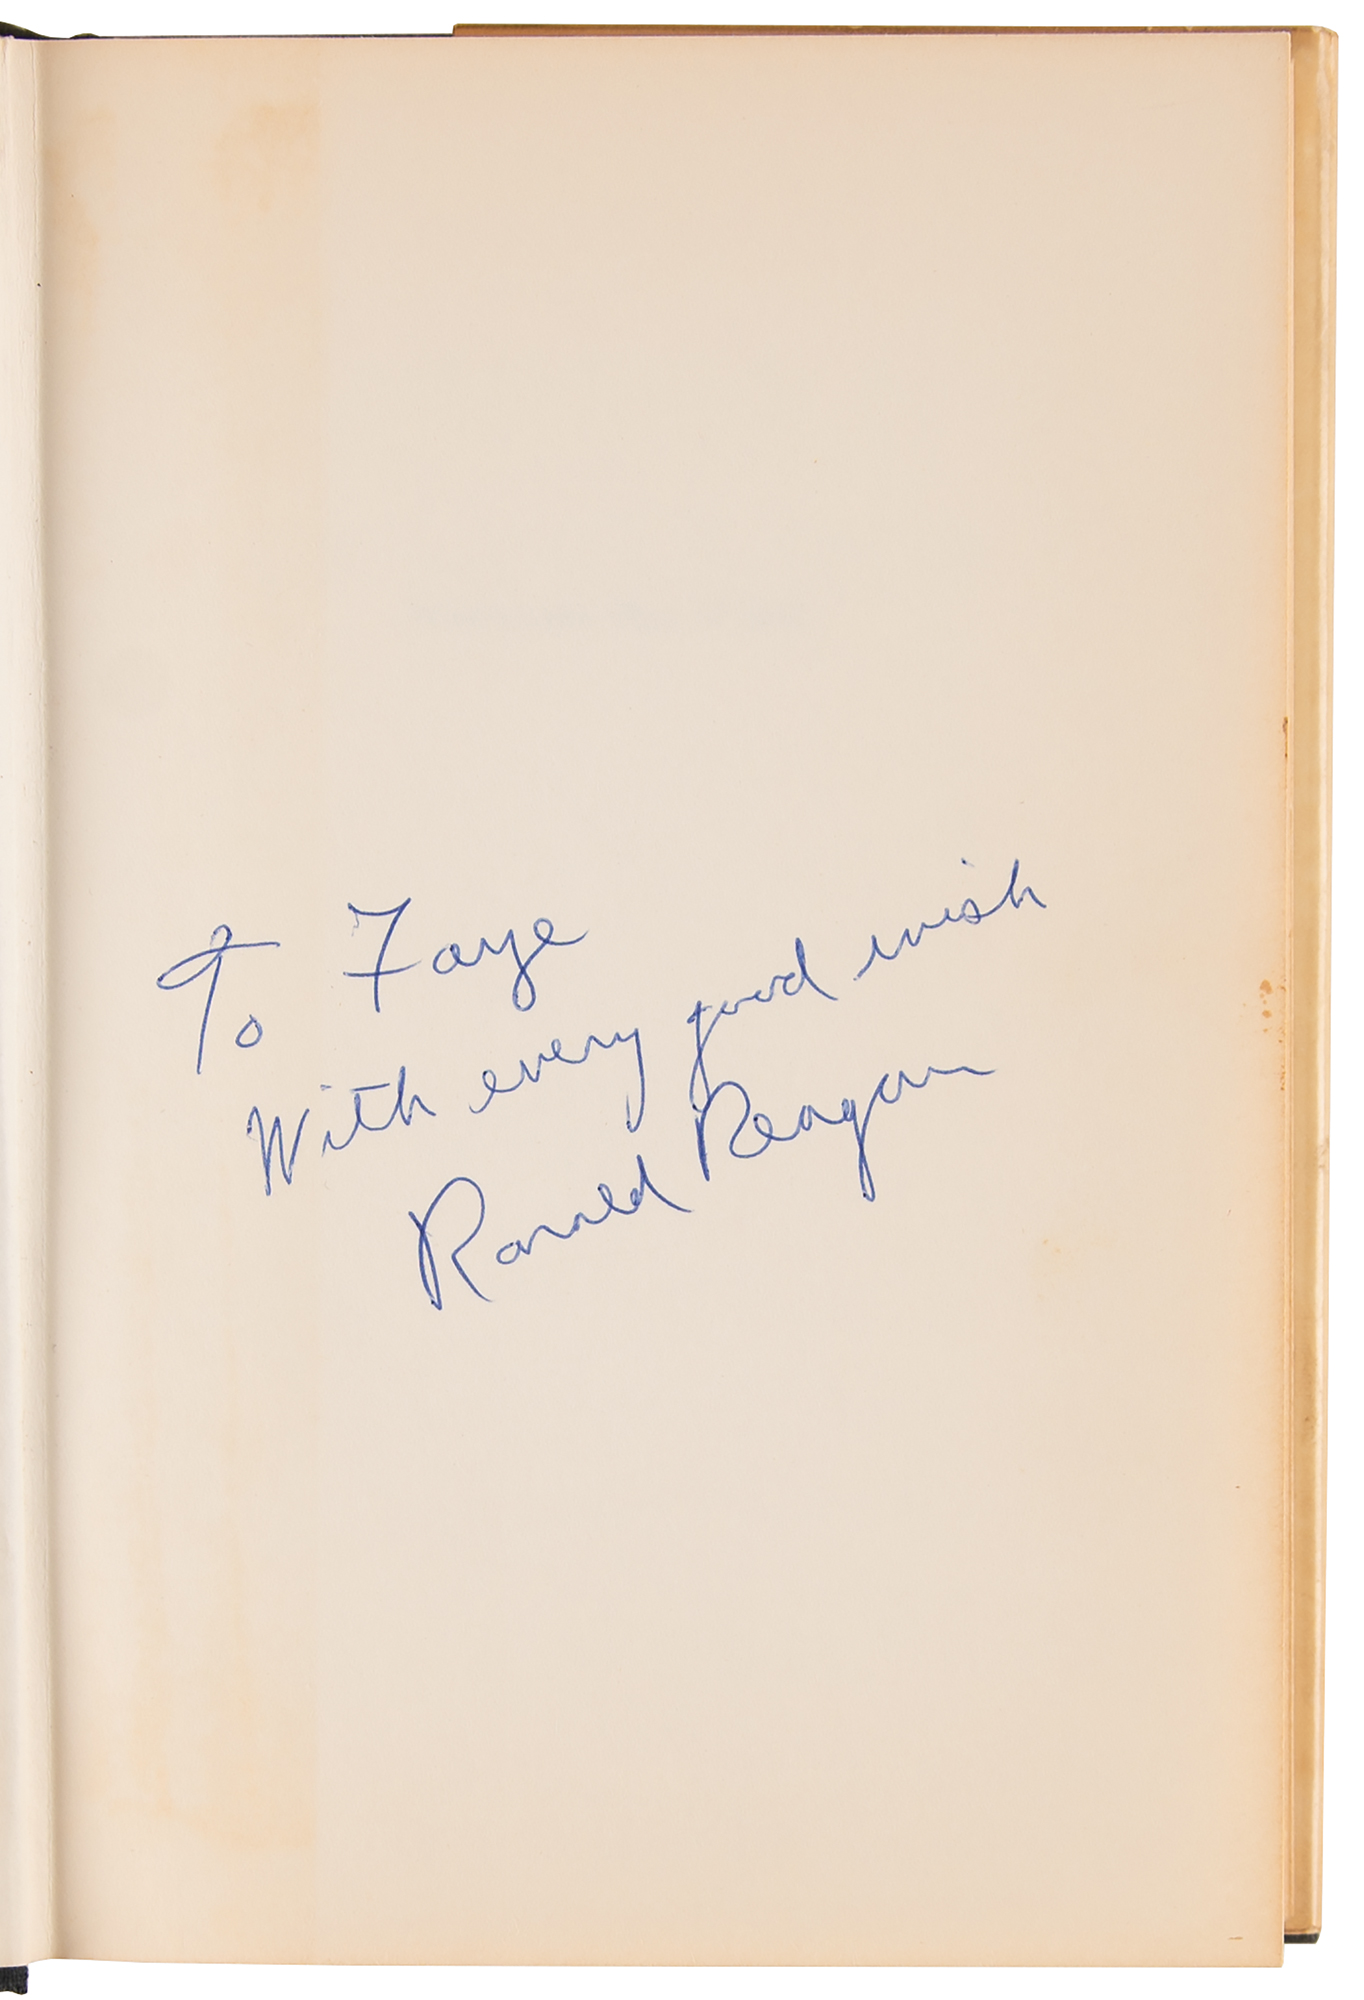 To Faye
With every good wish
Ronald Reagan